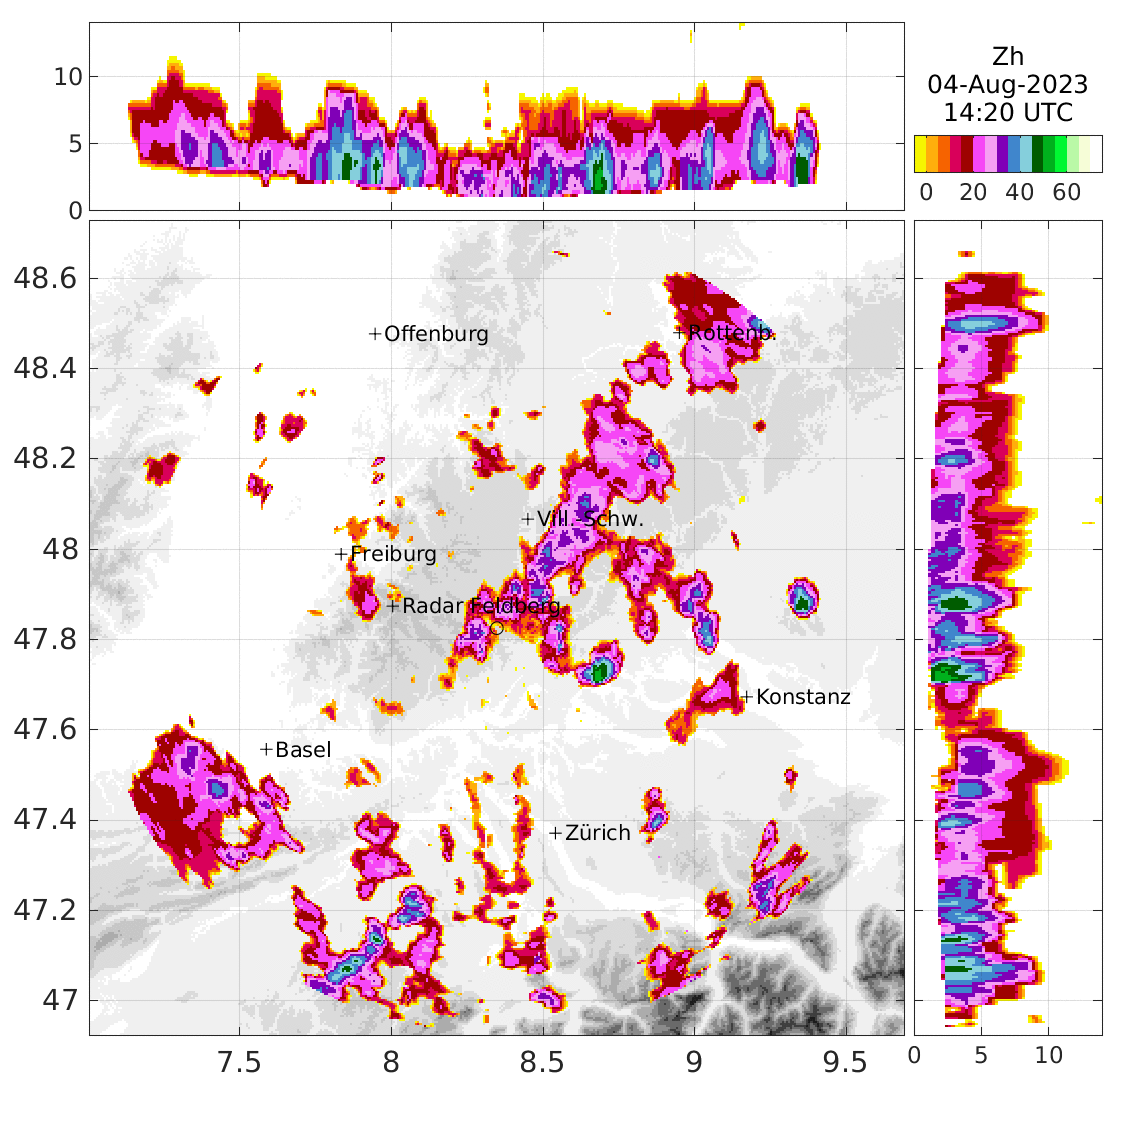 Zh
04-Aug-2023
14:20 UTC
0 20 40 60
10
5
0
48.6
48.4
48.2
48
47.8
47.6
47.4
47.2
47
+Offenburg
+Rottenb.
+Vill.-Schw.
+Freiburg
+Radar Feldberg
+Konstanz
+Basel
+Zürich
7.5 8 8.5 9 9.5
0 5 10